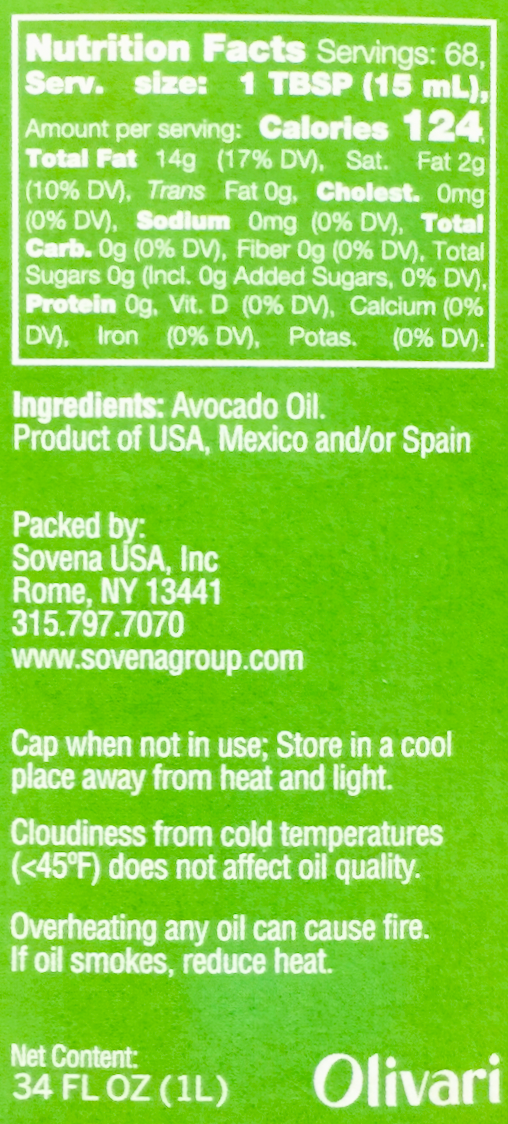 Nutrition Facts Servings: 68,
Serv. size: 1 TBSP (15 mL),
Amount per serving: Calories 124,
Total Fat 14g (17% DV), Sat. Fat 2g
(10% DV), Trans Fat 0g, Cholest. 0mg
(0% DV), Sodium 0mg (0% DV), Total
Carb. 0g (0% DV), Fiber 0g (0% DV), Total
Sugars 0g (Incl. 0g Added Sugars, 0% DV),
Protein 0g, Vit. D (0% DV), Calcium (0%
DV), Iron (0% DV), Potas. (0% DV).
Ingredients: Avocado Oil.
Product of USA, Mexico and/or Spain
Packed by:
Sovena USA, Inc
Rome, NY 13441
315.797.7070
www.sovenagroup.com
Cap when not in use; Store in a cool
place away from heat and light.
Cloudiness from cold temperatures
(<45ºF) does not affect oil quality.
Overheating any oil can cause fire.
If oil smokes, reduce heat.
Net Content:
34 FL OZ (1L)
Olivari